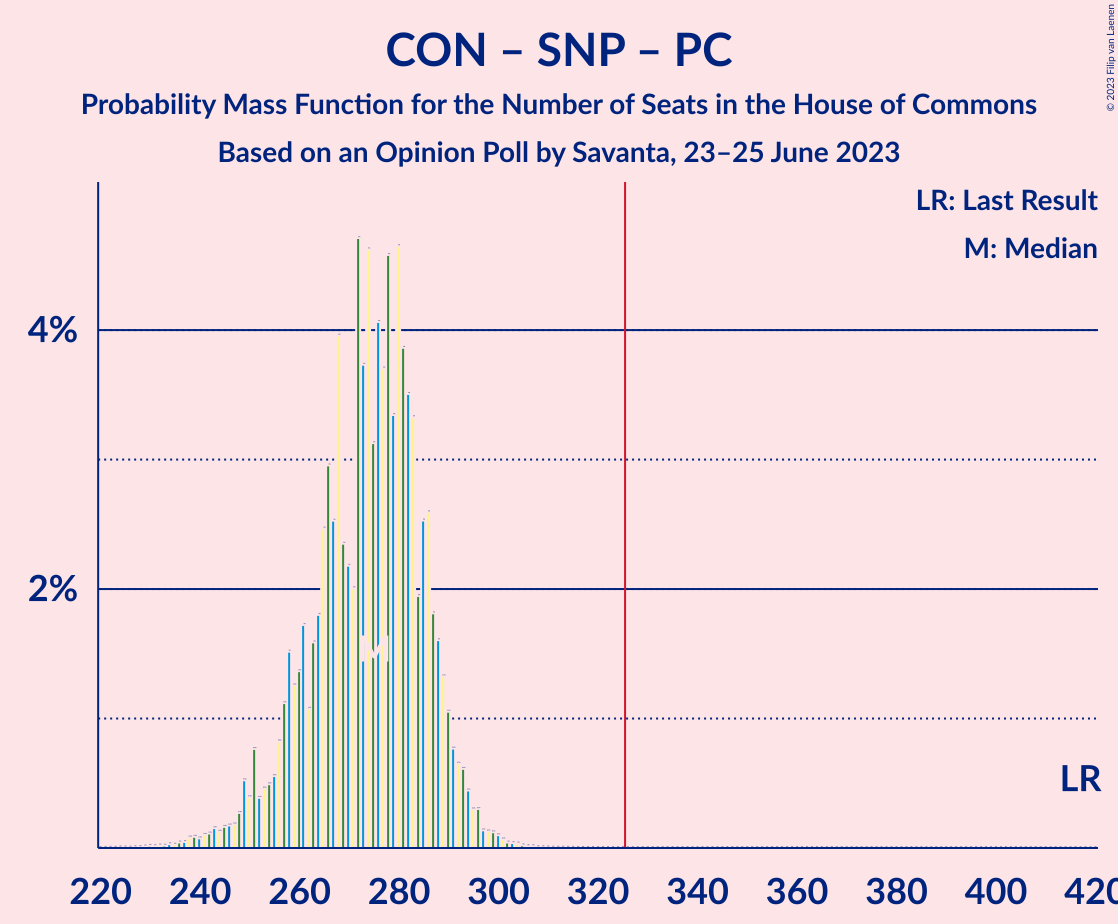 CON – SNP – PC
Probability Mass Function for the Number of Seats in the House of Commons
Based on an Opinion Poll by Savanta, 23–25 June 2023
© 2023 Filip van Laenen
LR: Last Result
M: Median
4%
2%
M
LR
220 240 260 280 300 320 340 360 380 400 420